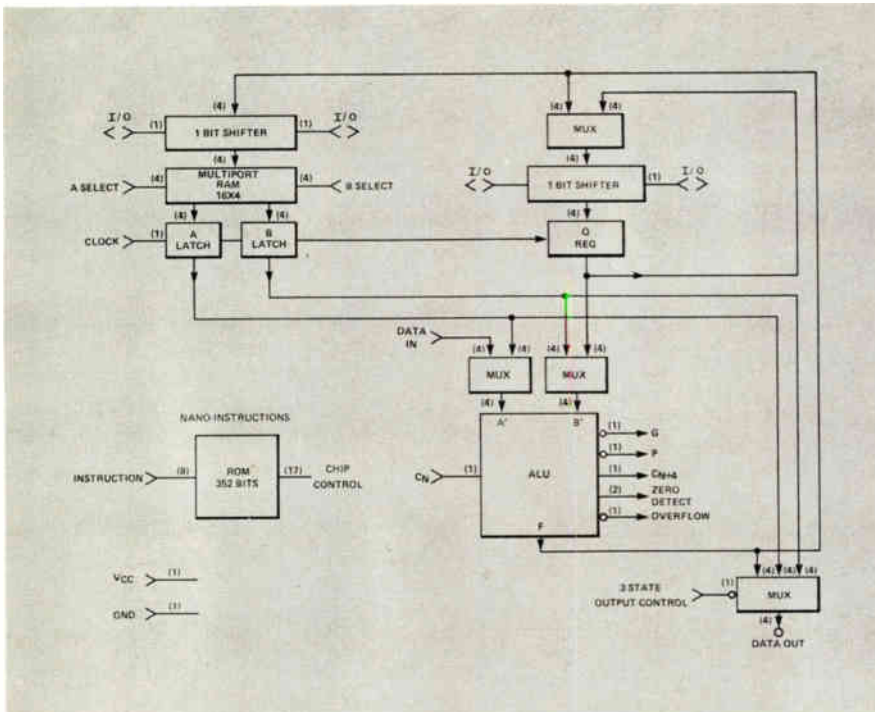 (4)
(4) (4)
I/O
I/O
(1) 1 BIT SHIFTER (1)
MUX
(4)
(4)
I/O
I/O
A SELECT (4) MULTIPORT RAM 16X4 (4) B SELECT
1 BIT SHIFTER (1)
(4) (4)
(4)
CLOCK (1) A LATCH
B LATCH
Q REG
DATA IN
(4) (4) (4) (4)
MUX
MUX
(4) (4)
NANO-INSTRUCTIONS
A' B'
(1) G
(1) P
INSTRUCTION (8) ROM 352 BITS (17) CHIP CONTROL
CN (1) ALU (1) CN+4
(2) ZERO DETECT
(1) OVERFLOW
F
VCC (1)
(4) (4) (4)
3 STATE OUTPUT CONTROL (1) MUX
GND (1)
(4)
DATA OUT